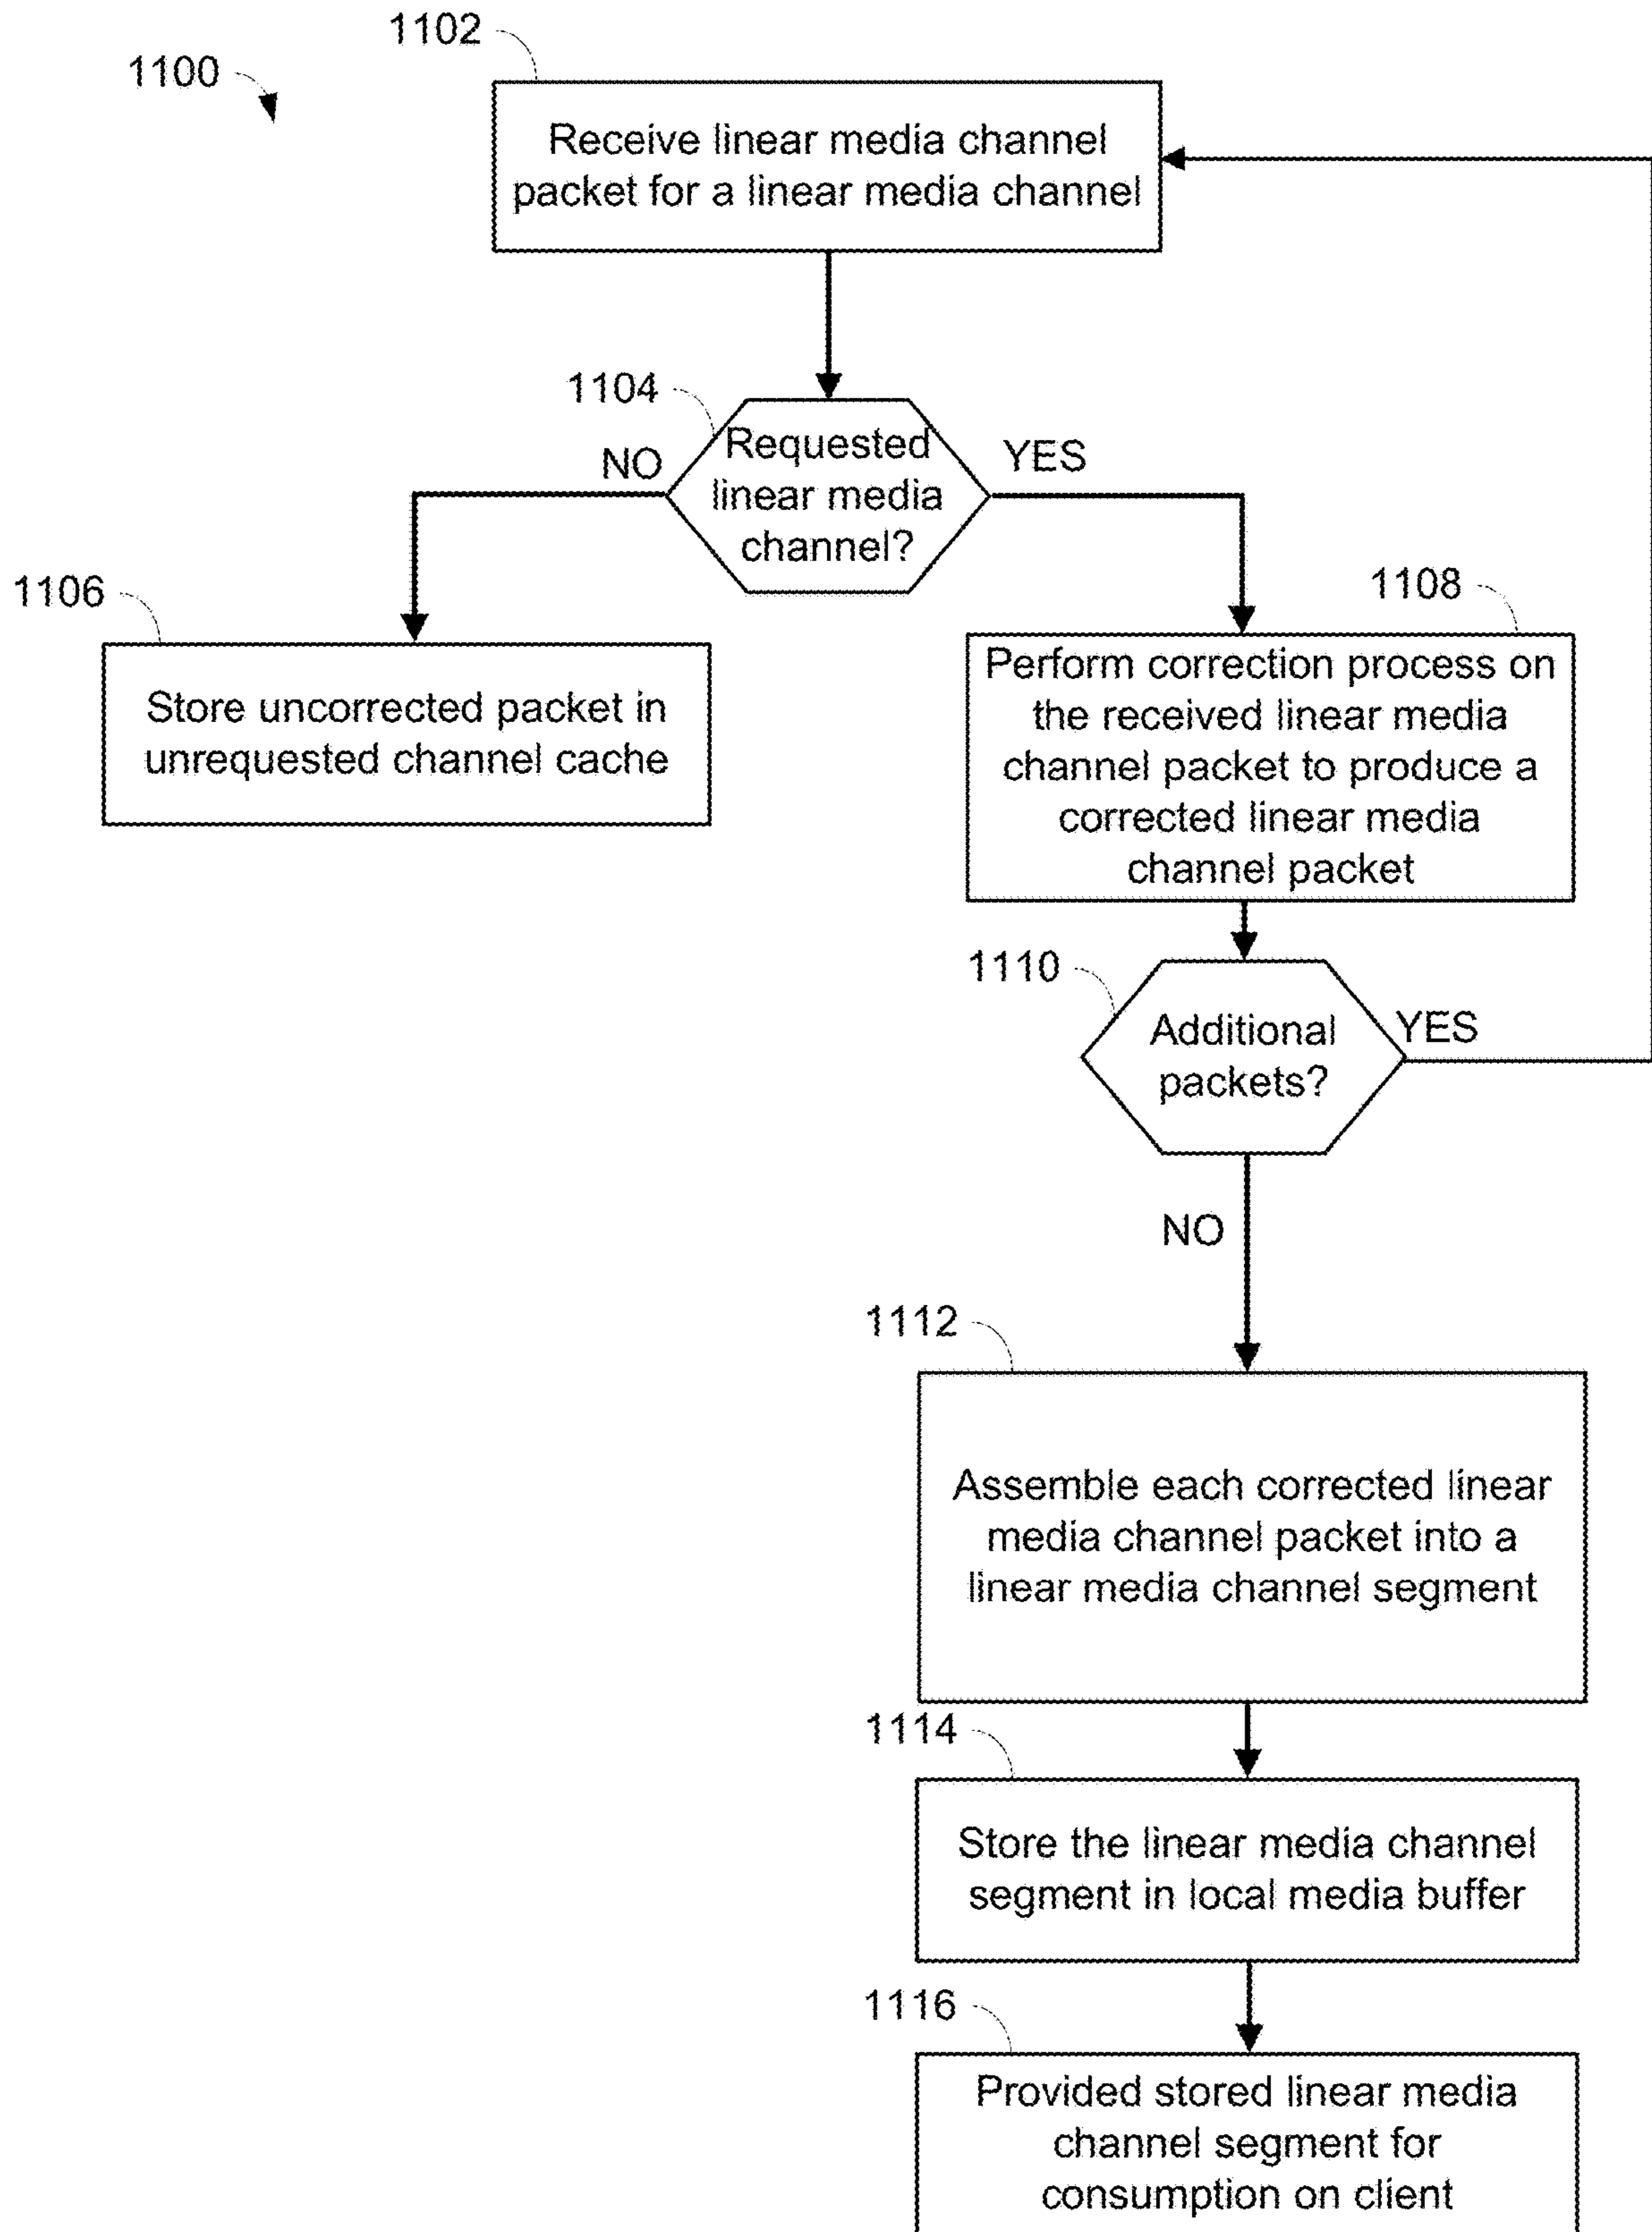 1102
1100
Receive linear media channel
packet for a linear media channel
1104
NO
Requested
linear media
channel?
YES
1106
Store uncorrected packet in
unrequested channel cache
1108
Perform correction process on
the received linear media
channel packet to produce a
corrected linear media
channel packet
1110
Additional
packets?
YES
NO
1112
Assemble each corrected linear
media channel packet into a
linear media channel segment
1114
Store the linear media channel
segment in local media buffer
1116
Provided stored linear media
channel segment for
consumption on client